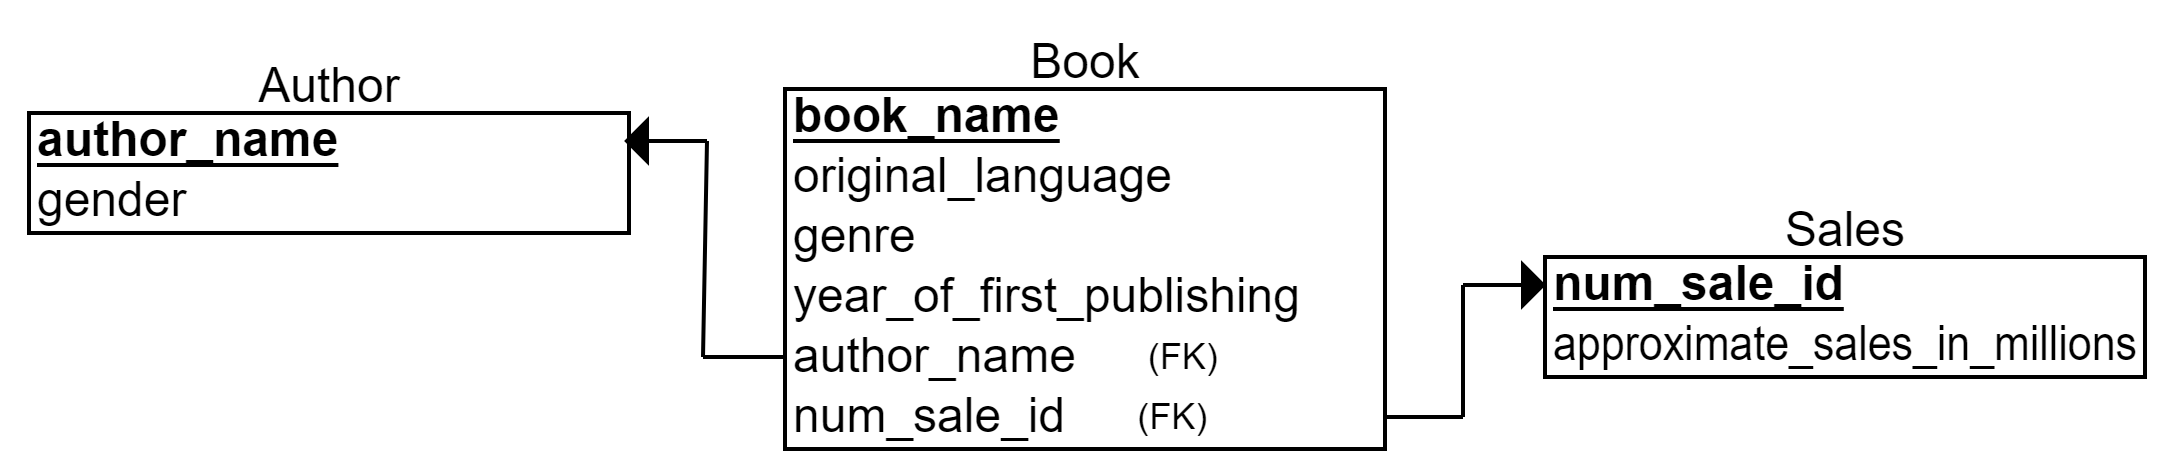 Author
author_name
gender
Book
book_name
original_language
genre
year_of_first_publishing
author_name (FK)
num_sale_id (FK)
Sales
num_sale_id
approximate_sales_in_millions